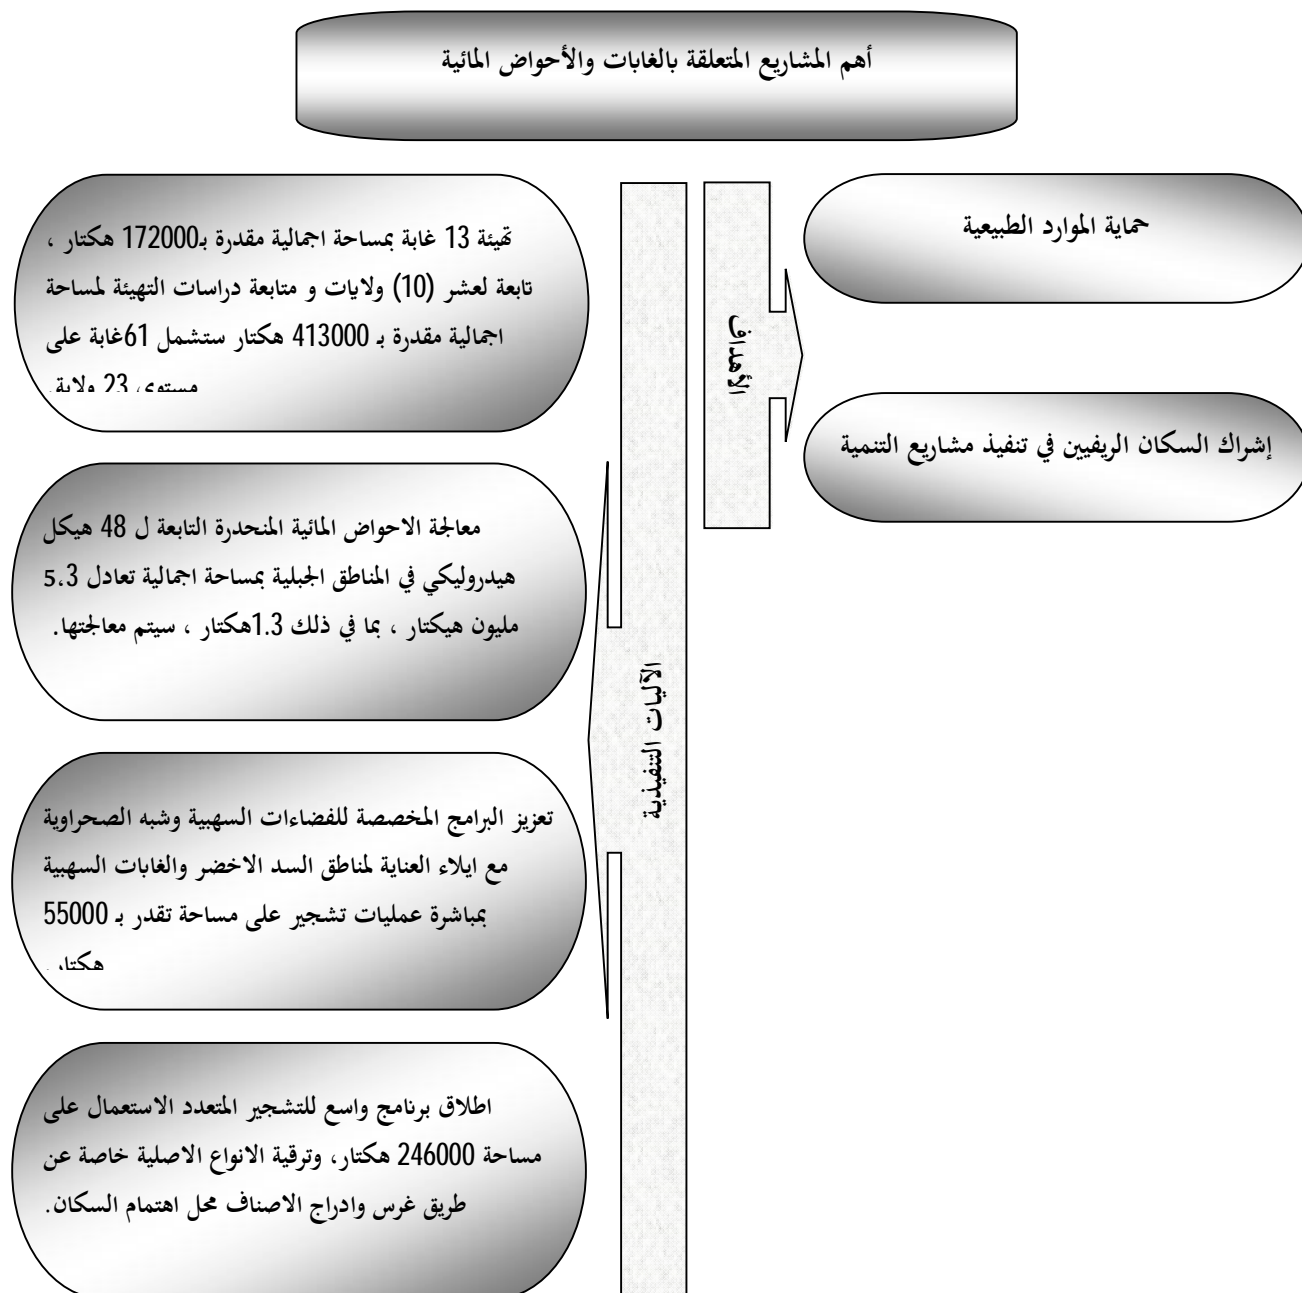 أهم المشاريع المتعلقة بالغابات والأحواض المائية
حماية الموارد الطبيعية
إشراك السكان الريفيين في تنفيذ مشاريع التنمية
الأهداف
الآليات التنفيذية
تهيئة 13 غابة بمساحة اجمالية مقدرة بـ172000 هكتار ،
تابعة لعشر (10) ولايات و متابعة دراسات التهيئة لمساحة
اجمالية مقدرة بـ 413000 هكتار ستشمل 61غابة على
مستوى 23 ولاية.
معالجة الاحواض المائية المنحدرة التابعة ل 48 هيكل
هيدروليكي في المناطق الجبلية بمساحة اجمالية تعادل 5،3
مليون هيكتار ، بما في ذلك 1.3هكتار ، سيتم معالجتها.
تعزيز البرامج المخصصة للفضاءات السهبية وشبه الصحراوية
مع ايلاء العناية لمناطق السد الاخضر والغابات السهبية
بمباشرة عمليات تشجير على مساحة تقدر بـ 55000
هكتار .
اطلاق برنامج واسع للتشجير المتعدد الاستعمال على
مساحة 246000 هكتار، وترقية الانواع الاصلية خاصة عن
طريق غرس وادراج الاصناف محل اهتمام السكان.